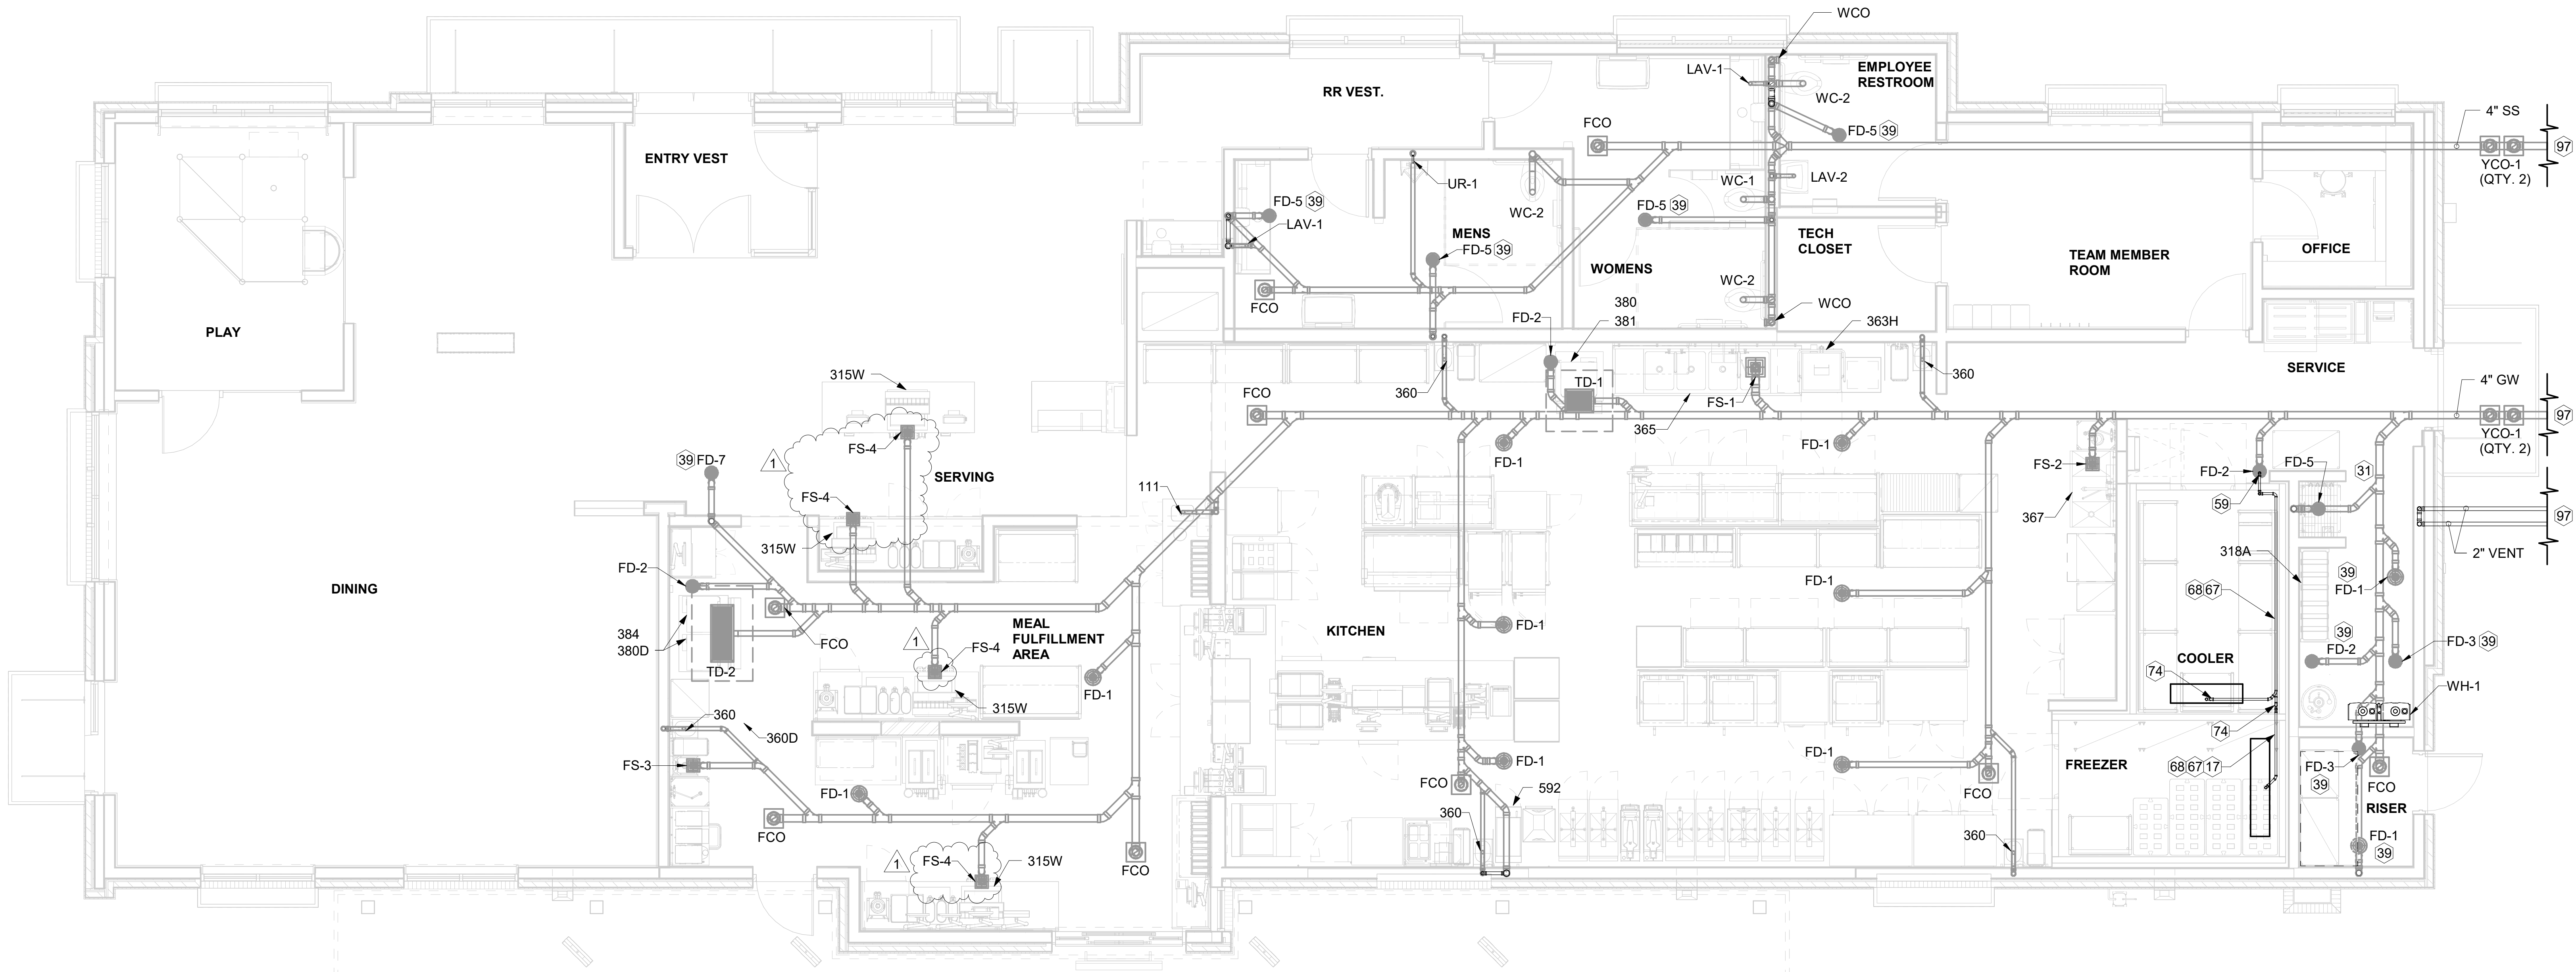 WCO
LAV-1
EMPLOYEE
RESTROOM
RR VEST.
WC-2
4" SS
FCO
FD-5 39
97
ENTRY VEST
YCO-1
(QTY. 2)
UR-1
WC-1
LAV-2
FD-5 39
WC-2
FD-5 39
LAV-1
MENS
TECH
CLOSET
FD-5 39
TEAM MEMBER
ROOM
OFFICE
WOMENS
WC-2
FCO
380
381
WCO
FD-2
363H
PLAY
SERVICE
315W
TD-1
360
4" GW
FCO
360
FS-1
97
365
YCO-1
(QTY. 2)
FS-4
FD-1
FD-1
39 FD-7
1
FS-2
FD-2
FD-5
31
SERVING
111
FS-4
59
367
97
315W
318A
2" VENT
FD-2
FD-1
39
DINING
68 67
FD-1
384
380D
FCO
MEAL
FULFILLMENT
AREA
1
FS-4
KITCHEN
FD-1
39
FD-2
FD-3 39
COOLER
TD-2
74
FD-1
WH-1
315W
360
360D
74
FD-1
FD-1
FS-3
FREEZER
68 67 17
FD-3
39
FCO
FCO
592
FCO
FD-1
RISER
360
FCO
360
FD-1
39
1
FS-4
315W
FCO